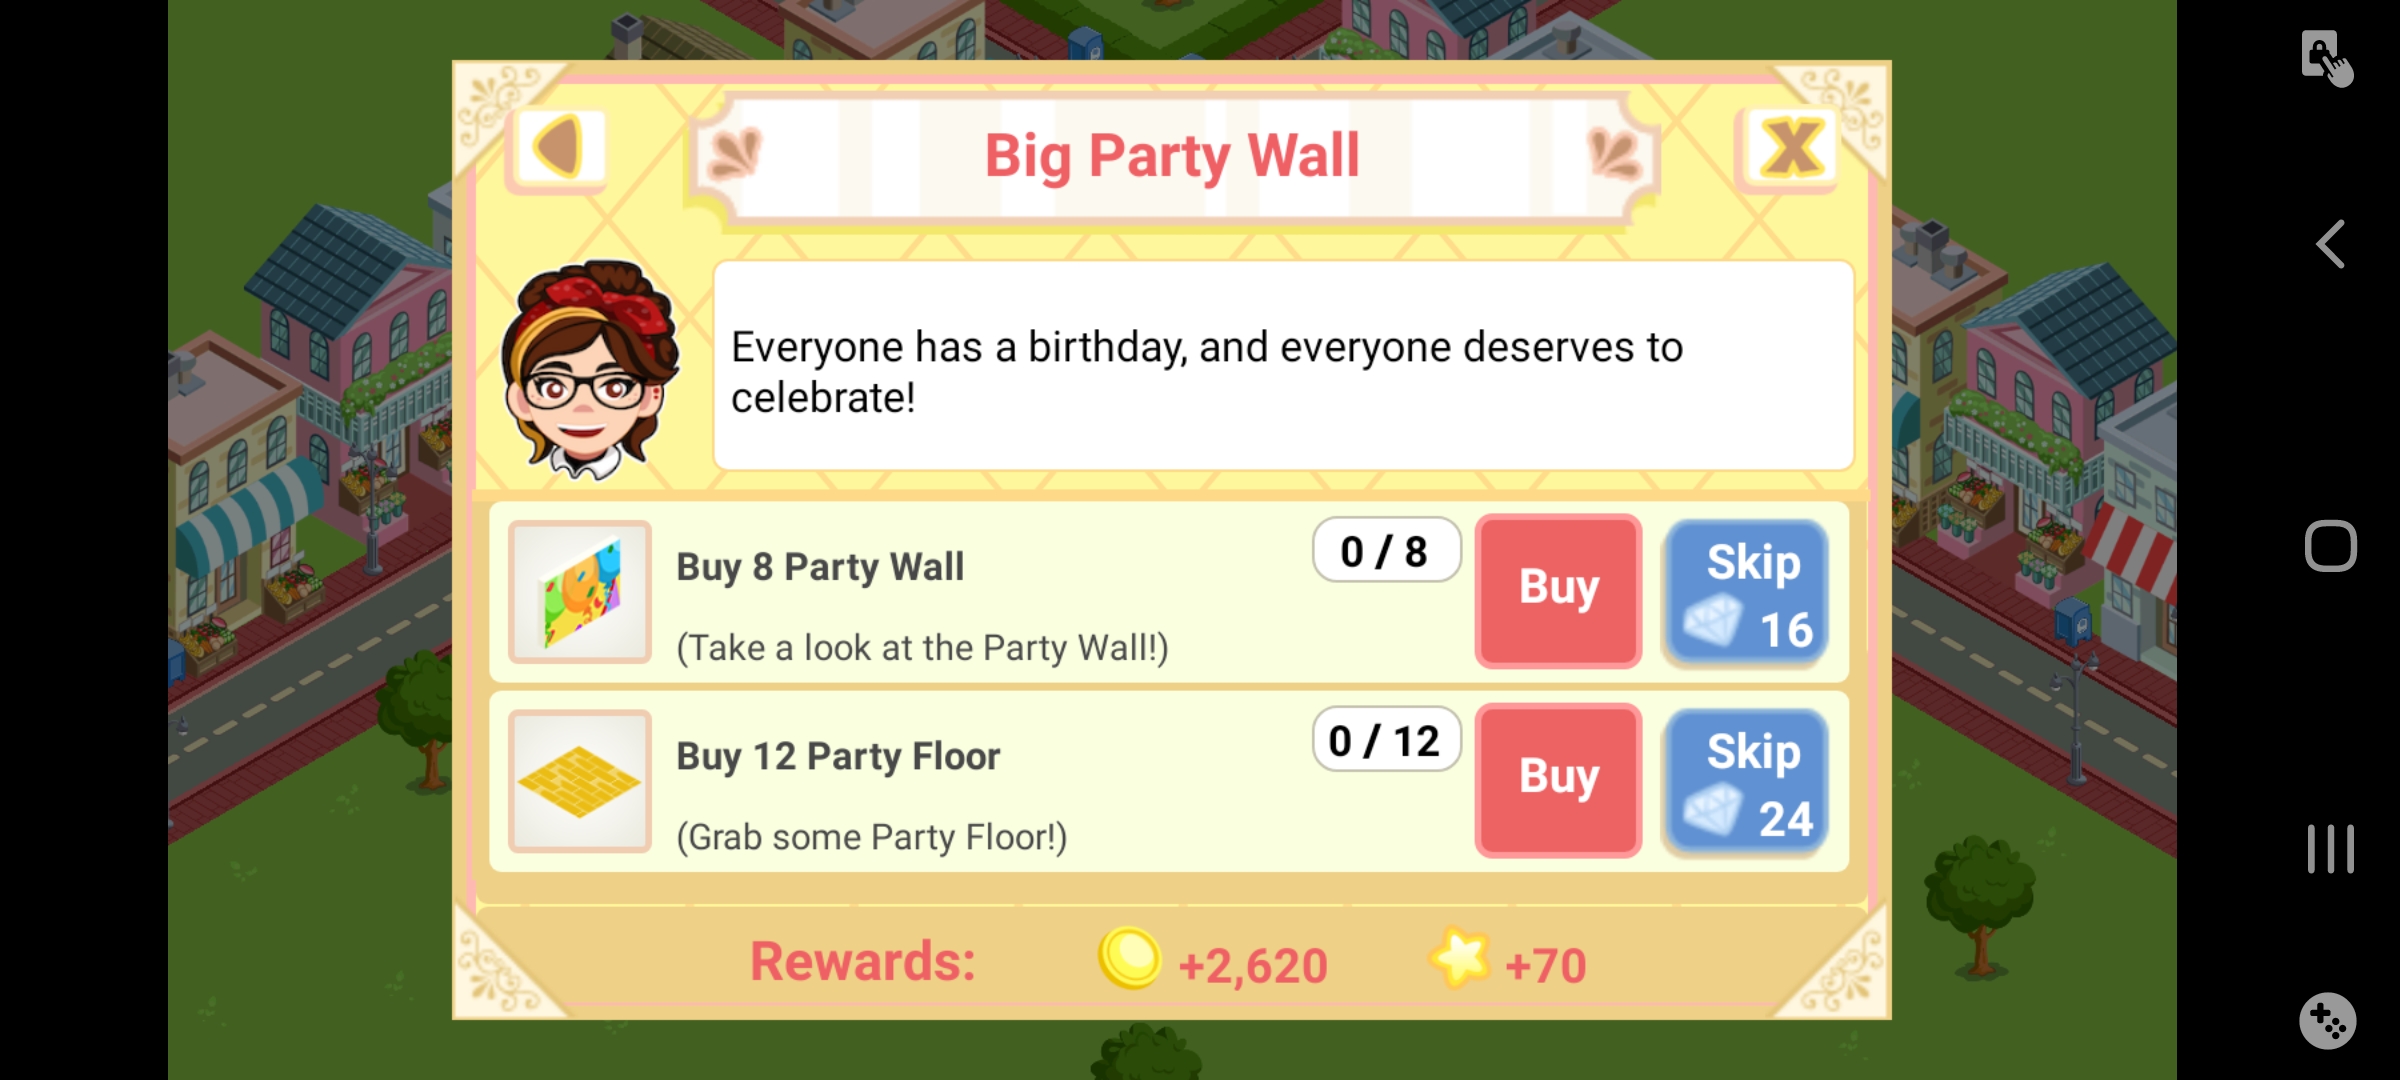 Big Party Wall
X
Everyone has a birthday, and everyone deserves to
celebrate!
Buy 8 Party Wall
0 / 8
Buy
Skip
16
(Take a look at the Party Wall!)
Buy 12 Party Floor
0 / 12
Buy
Skip
24
(Grab some Party Floor!)
Rewards:
+2,620
+70